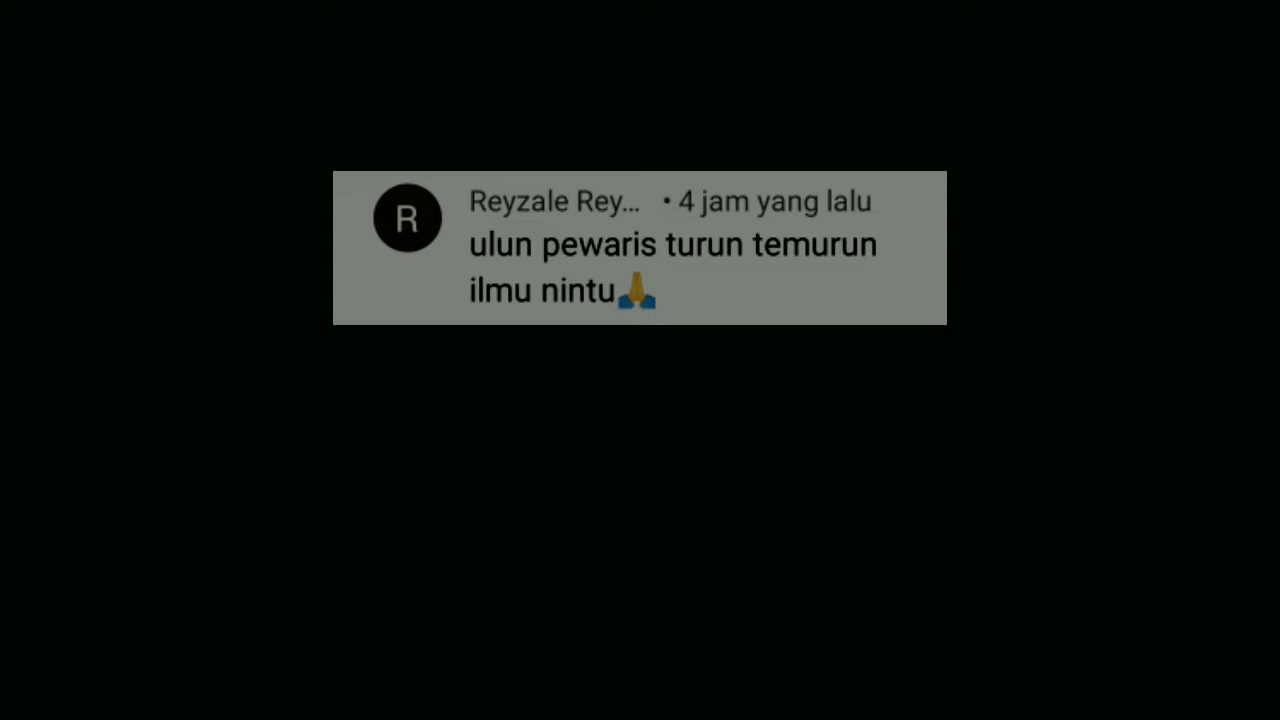 R
Reyzale Rey... • 4 jam yang lalu
ulun pewaris turun temurun
ilmu nintu🙏